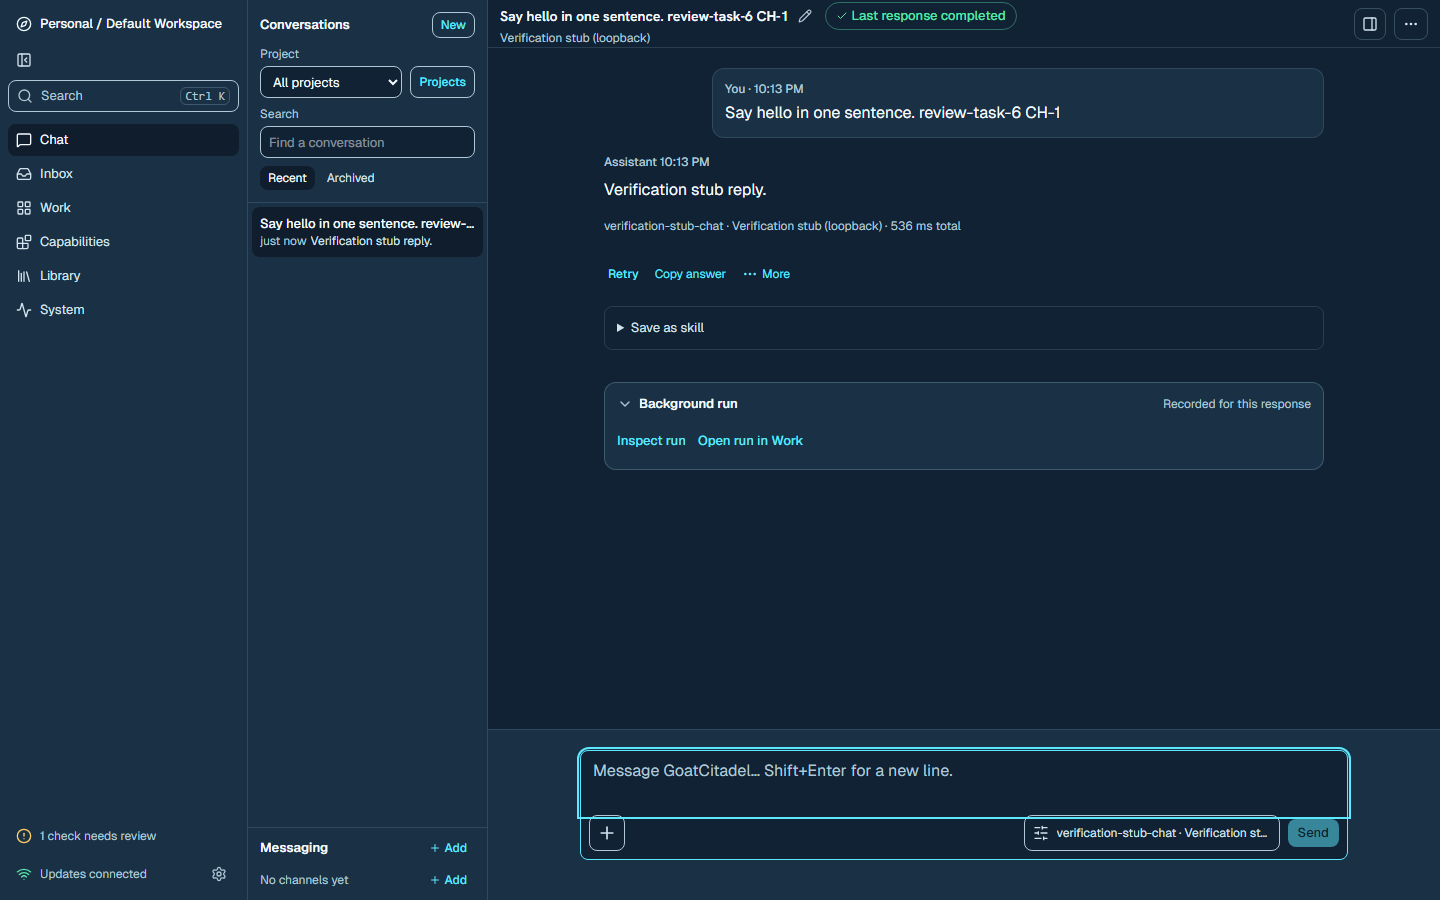 Personal / Default Workspace
Search
Ctrl K
Chat
Inbox
Work
Capabilities
Library
System
1 check needs review
Updates connected
Conversations
New
Project
All projects
Projects
Search
Find a conversation
Recent
Archived
Say hello in one sentence. review-...
just now Verification stub reply.
Messaging
+ Add
No channels yet
+ Add
Say hello in one sentence. review-task-6 CH-1
Last response completed
Verification stub (loopback)
You · 10:13 PM
Say hello in one sentence. review-task-6 CH-1
Assistant 10:13 PM
Verification stub reply.
verification-stub-chat · Verification stub (loopback) · 536 ms total
Retry
Copy answer
More
Save as skill
Background run
Recorded for this response
Inspect run
Open run in Work
Message GoatCitadel... Shift+Enter for a new line.
verification-stub-chat · Verification st...
Send